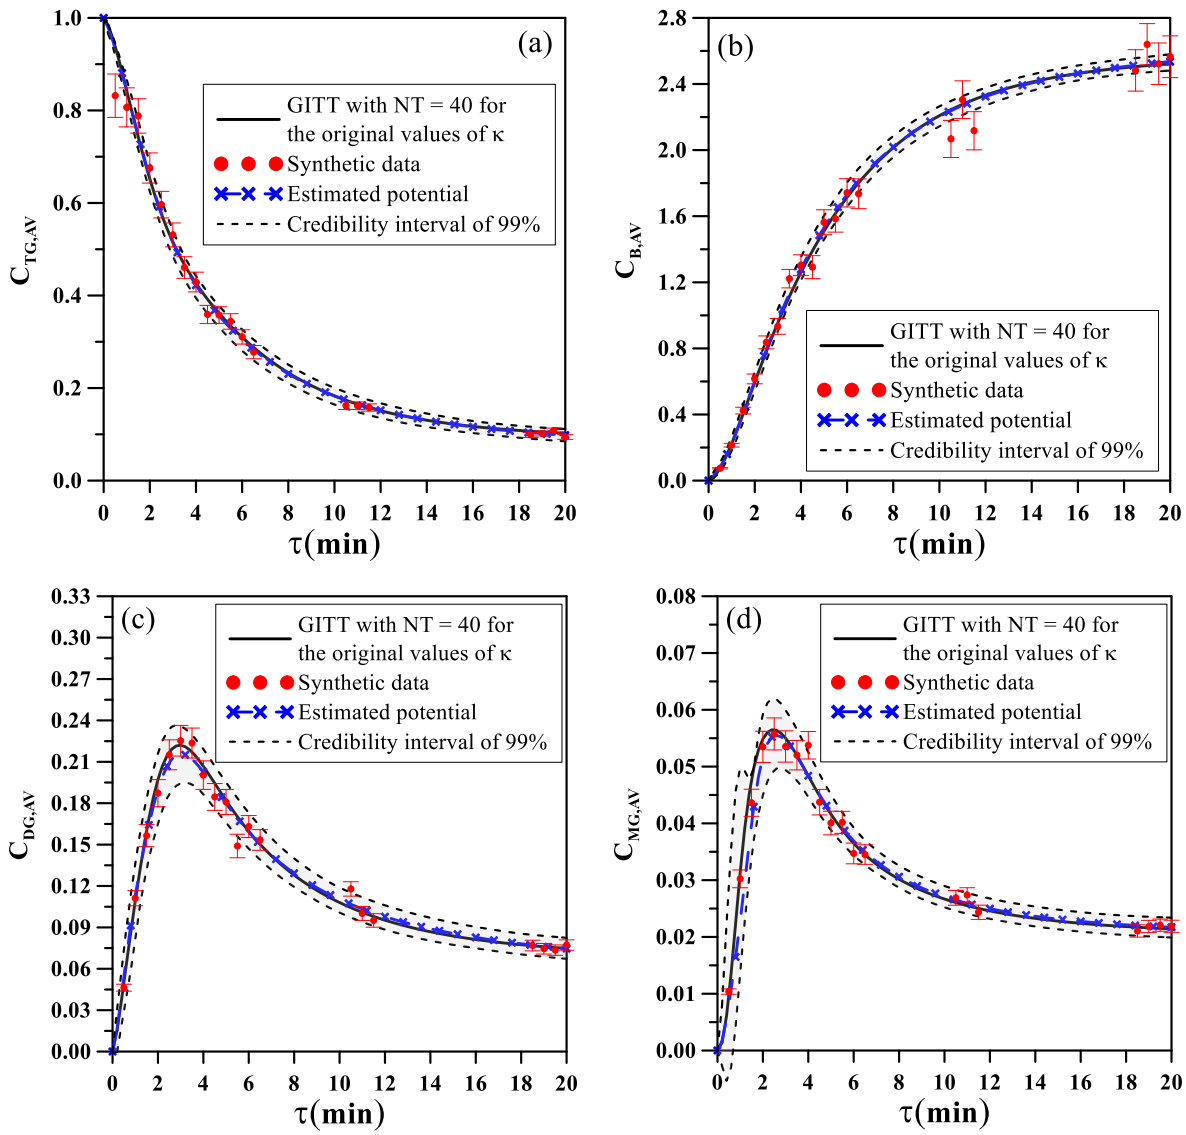 (a)
GITT with NT = 40 for
the original values of κ
Synthetic data
Estimated potential
Credibility interval of 99%
C_TG,AV
1.0
0.8
0.6
0.4
0.2
0.0
0 2 4 6 8 10 12 14 16 18 20
τ(min)
(b)
GITT with NT = 40 for
the original values of κ
Synthetic data
Estimated potential
Credibility interval of 99%
C_B,AV
2.8
2.4
2.0
1.6
1.2
0.8
0.4
0.0
0 2 4 6 8 10 12 14 16 18 20
τ(min)
(c)
GITT with NT = 40 for
the original values of κ
Synthetic data
Estimated potential
Credibility interval of 99%
C_DG,AV
0.33
0.30
0.27
0.24
0.21
0.18
0.15
0.12
0.09
0.06
0.03
0.00
0 2 4 6 8 10 12 14 16 18 20
τ(min)
(d)
GITT with NT = 40 for
the original values of κ
Synthetic data
Estimated potential
Credibility interval of 99%
C_MG,AV
0.08
0.07
0.06
0.05
0.04
0.03
0.02
0.01
0.00
0 2 4 6 8 10 12 14 16 18 20
τ(min)